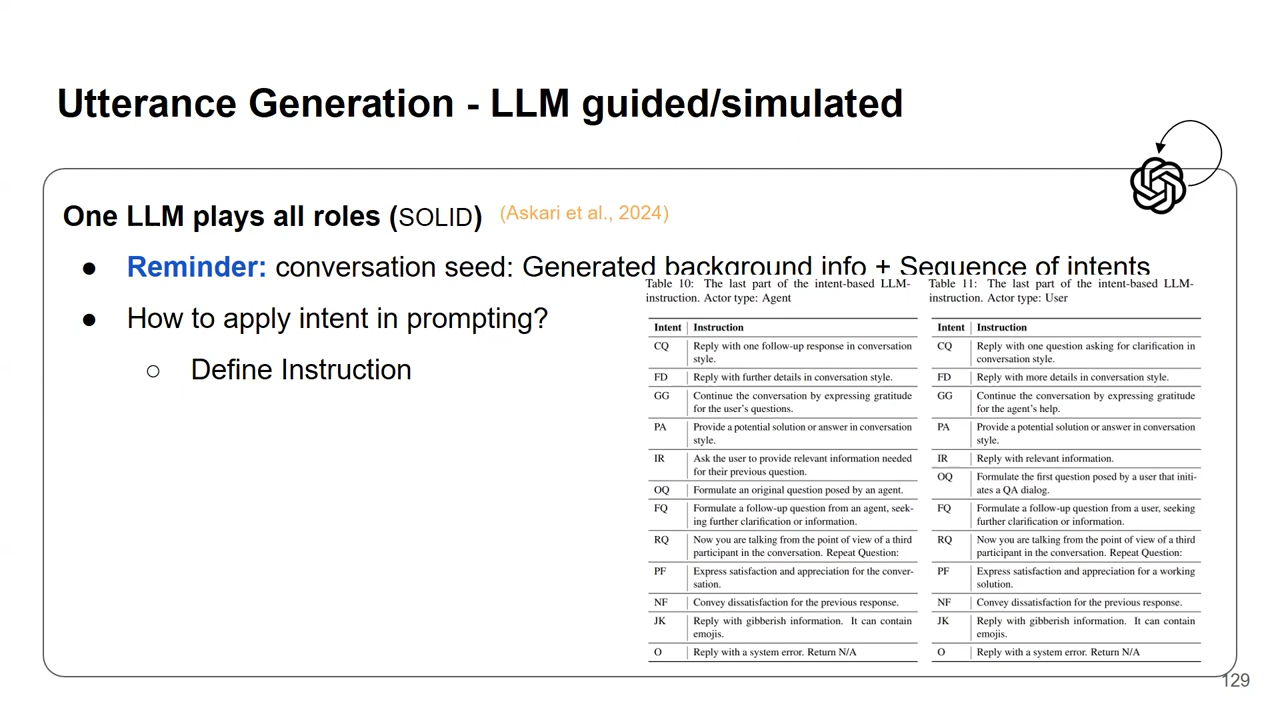 Utterance Generation - LLM guided/simulated
One LLM plays all roles (SOLID) (Askari et al., 2024)
● Reminder: conversation seed: Generated background info + Sequence of intents
● How to apply intent in prompting?
○ Define Instruction
Table 10: The last part of the intent-based LLM-
instruction. Actor type: Agent
Intent Instruction
CQ Reply with one follow-up response in conversation
style.
FD Reply with further details in conversation style.
GG Continue the conversation by expressing gratitude
for the user's questions.
PA Provide a potential solution or answer in conversation
style.
IR Ask the user to provide relevant information needed
for their previous question.
OQ Formulate an original question posed by an agent.
FQ Formulate a follow-up question from an agent, seek-
ing further clarification or information.
RQ Now you are talking from the point of view of a third
participant in the conversation. Repeat Question:
PF Express satisfaction and appreciation for the conver-
sation.
NF Convey dissatisfaction for the previous response.
JK Reply with gibberish information. It can contain
emojis.
O Reply with a system error. Return N/A
Table 11: The last part of the intent-based LLM-
instruction. Actor type: User
Intent Instruction
CQ Reply with one question asking for clarification in
conversation style.
FD Reply with more details in conversation style.
GG Continue the conversation by expressing gratitude
for the agent's help.
PA Provide a potential solution or answer in conversation
style.
IR Reply with relevant information.
OQ Formulate the first question posed by a user that initi-
ates a QA dialog.
FQ Formulate a follow-up question from a user, seeking
further clarification or information.
RQ Now you are talking from the point of view of a third
participant in the conversation. Repeat Question:
PF Express satisfaction and appreciation for a working
solution.
NF Convey dissatisfaction for the previous response.
JK Reply with gibberish information. It can contain
emojis.
O Reply with a system error. Return N/A
129